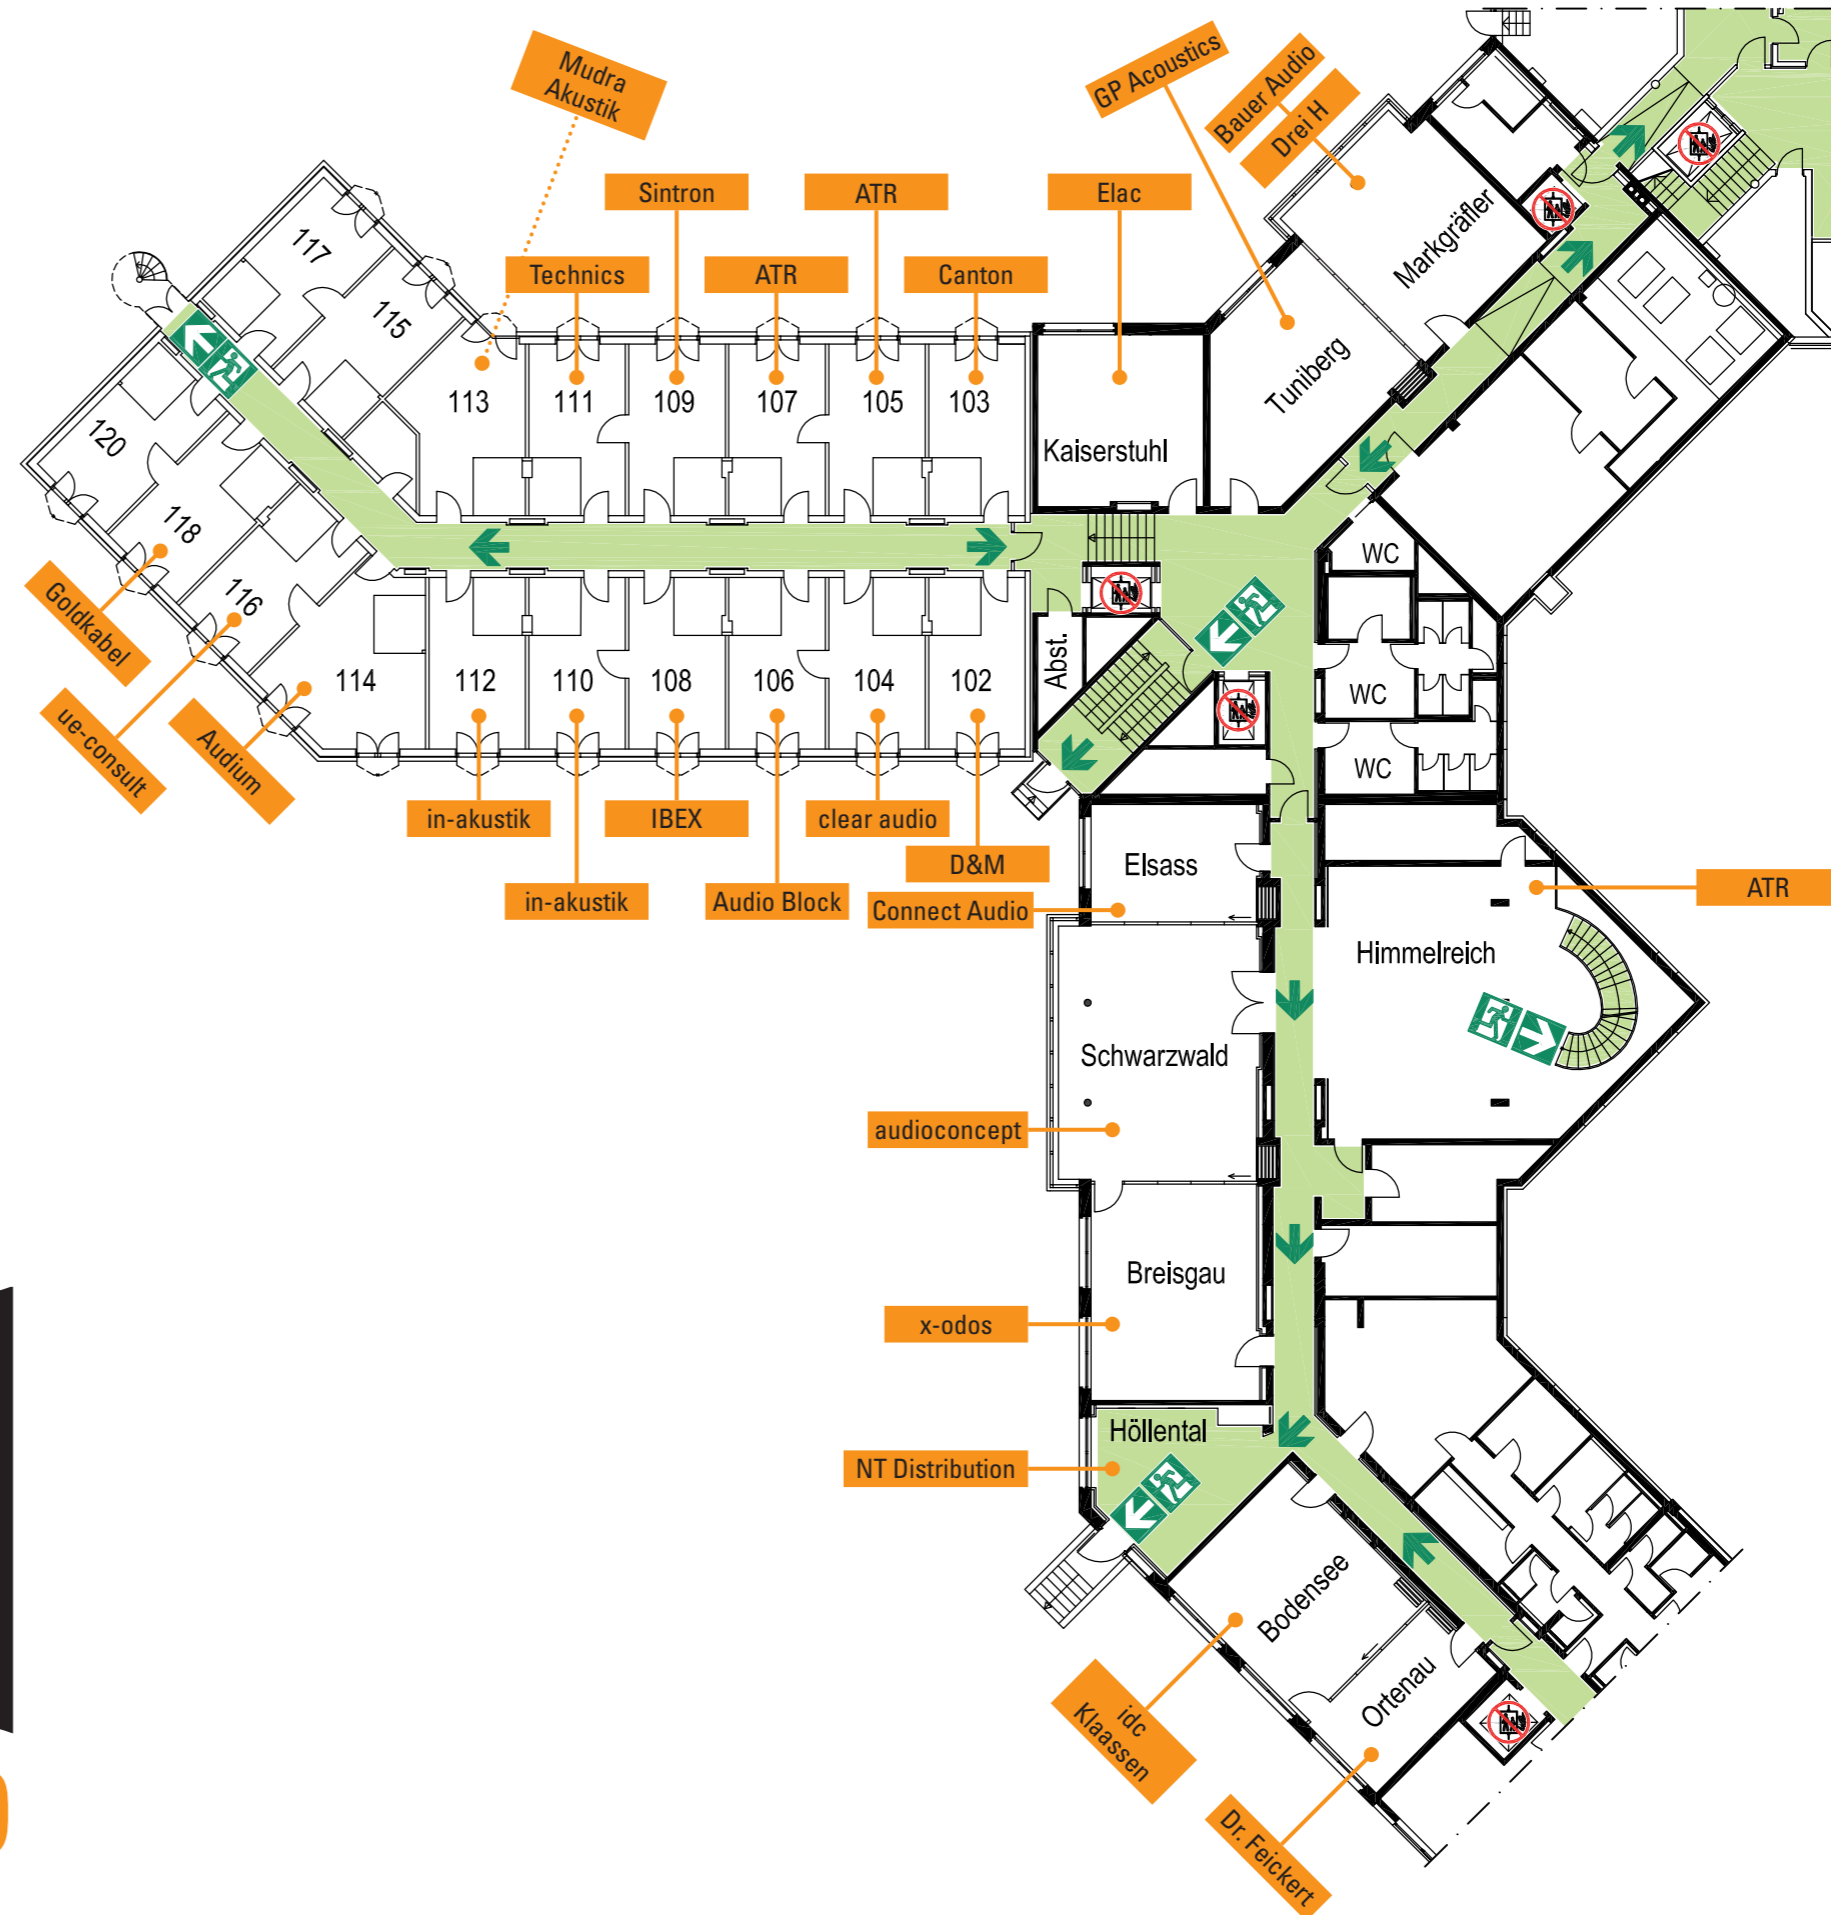 Mudra
Akustik
GP Acoustics
Bauer Audio
Drei H
Sintron
ATR
Elac
Technics
ATR
Canton
Markgräfler
Tuniberg
Kaiserstuhl
117
115
113
111
109
107
105
103
120
118
116
114
112
110
108
106
104
102
Abst.
WC
WC
WC
Goldkabel
ue-consult
Audium
in-akustik
IBEX
clear audio
D&M
in-akustik
Audio Block
Connect Audio
Elsass
ATR
Himmelreich
Schwarzwald
audioconcept
Breisgau
x-odos
Höllental
NT Distribution
Bodensee
Ortenau
idc
Klaassen
Dr. Feickert